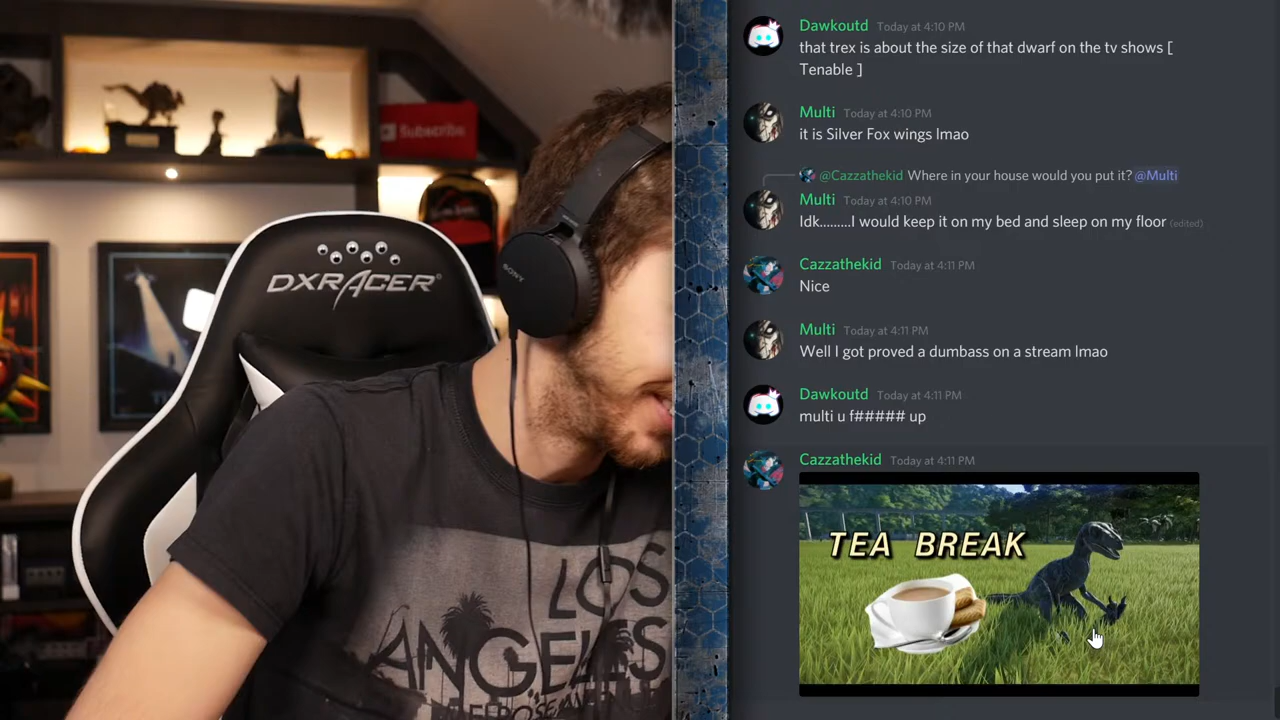 Subscribe
DXRACER
SONY
LOS
ANGELES
Dawkoutd Today at 4:10 PM
that trex is about the size of that dwarf on the tv shows [
Tenable ]
Multi Today at 4:10 PM
it is Silver Fox wings lmao
@Cazzathekid Where in your house would you put it? @Multi
Multi Today at 4:10 PM
Idk.........I would keep it on my bed and sleep on my floor (edited)
Cazzathekid Today at 4:11 PM
Nice
Multi Today at 4:11 PM
Well I got proved a dumbass on a stream lmao
Dawkoutd Today at 4:11 PM
multi u f##### up
Cazzathekid Today at 4:11 PM
TEA BREAK